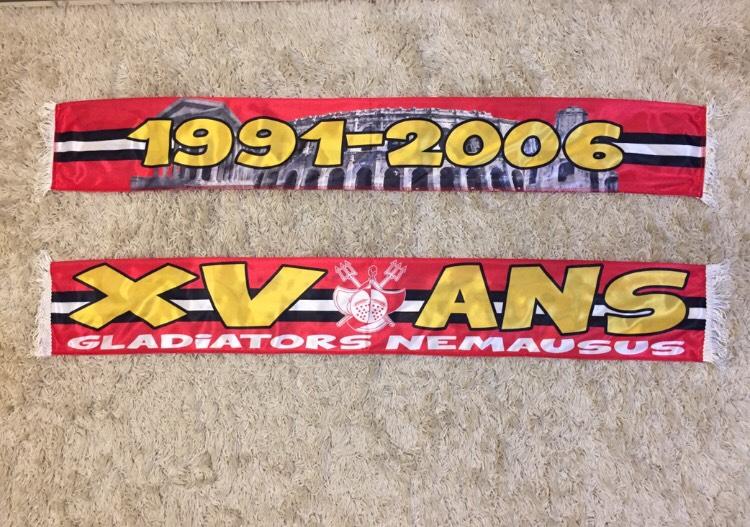 1991-2006
XV ANS
GLADiATORS NEMAUSUS